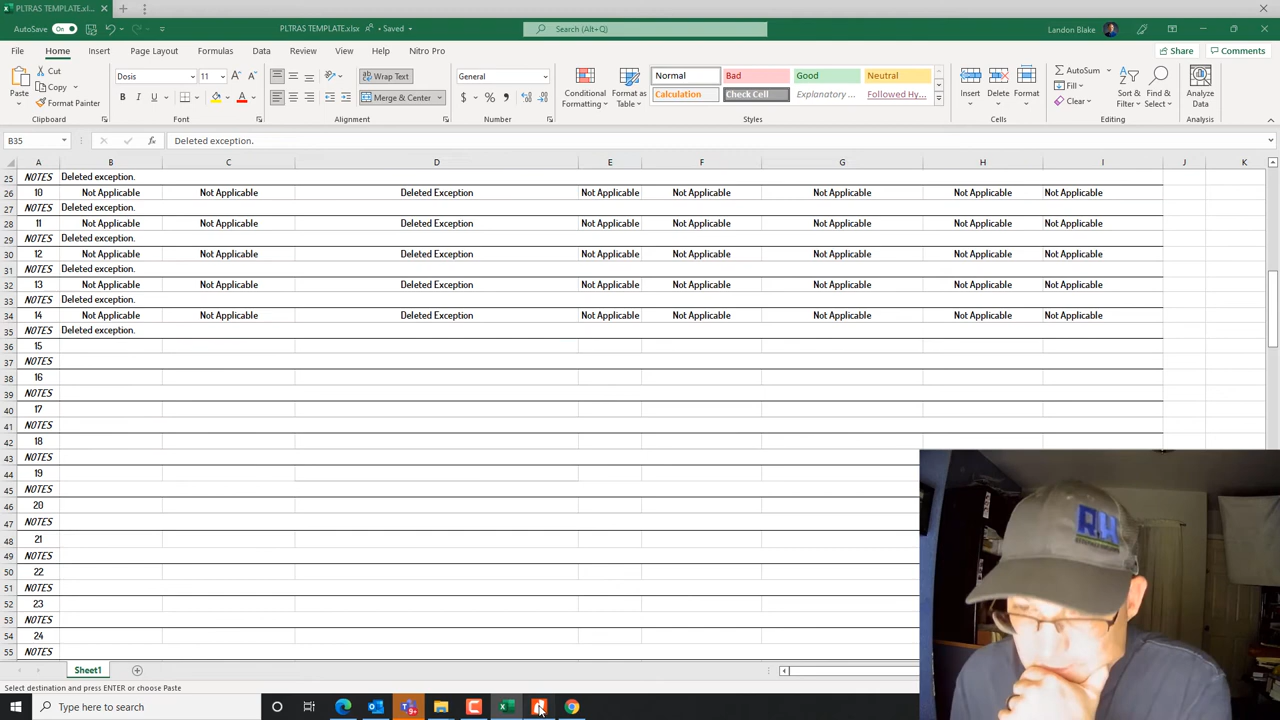 PLTRAS TEMPLATE.xlsx
AutoSave On PLTRAS TEMPLATE.xlsx • Saved Search (Alt+Q) Landon Blake
File Home Insert Page Layout Formulas Data Review View Help Nitro Pro Share Comments
Paste Cut Copy Format Painter
Dosis 11 B I U
Wrap Text Merge & Center
General $ % ,
Conditional Formatting Format as Table
Normal Bad Good Neutral
Calculation Check Cell Explanatory ... Followed Hy...
Insert Delete Format
AutoSum Fill Clear Sort & Filter Find & Select
Analyze Data
Clipboard Font Alignment Number Styles Cells Editing Analysis
B35 fx Deleted exception.
A B C D E F G H I J K
25 NOTES Deleted exception.
26 10 Not Applicable Not Applicable Deleted Exception Not Applicable Not Applicable Not Applicable Not Applicable Not Applicable
27 NOTES Deleted exception.
28 11 Not Applicable Not Applicable Deleted Exception Not Applicable Not Applicable Not Applicable Not Applicable Not Applicable
29 NOTES Deleted exception.
30 12 Not Applicable Not Applicable Deleted Exception Not Applicable Not Applicable Not Applicable Not Applicable Not Applicable
31 NOTES Deleted exception.
32 13 Not Applicable Not Applicable Deleted Exception Not Applicable Not Applicable Not Applicable Not Applicable Not Applicable
33 NOTES Deleted exception.
34 14 Not Applicable Not Applicable Deleted Exception Not Applicable Not Applicable Not Applicable Not Applicable Not Applicable
35 NOTES Deleted exception.
36 15
37 NOTES
38 16
39 NOTES
40 17
41 NOTES
42 18
43 NOTES
44 19
45 NOTES
46 20
47 NOTES
48 21
49 NOTES
50 22
51 NOTES
52 23
53 NOTES
54 24
55 NOTES
Sheet1
Select destination and press ENTER or choose Paste
Type here to search